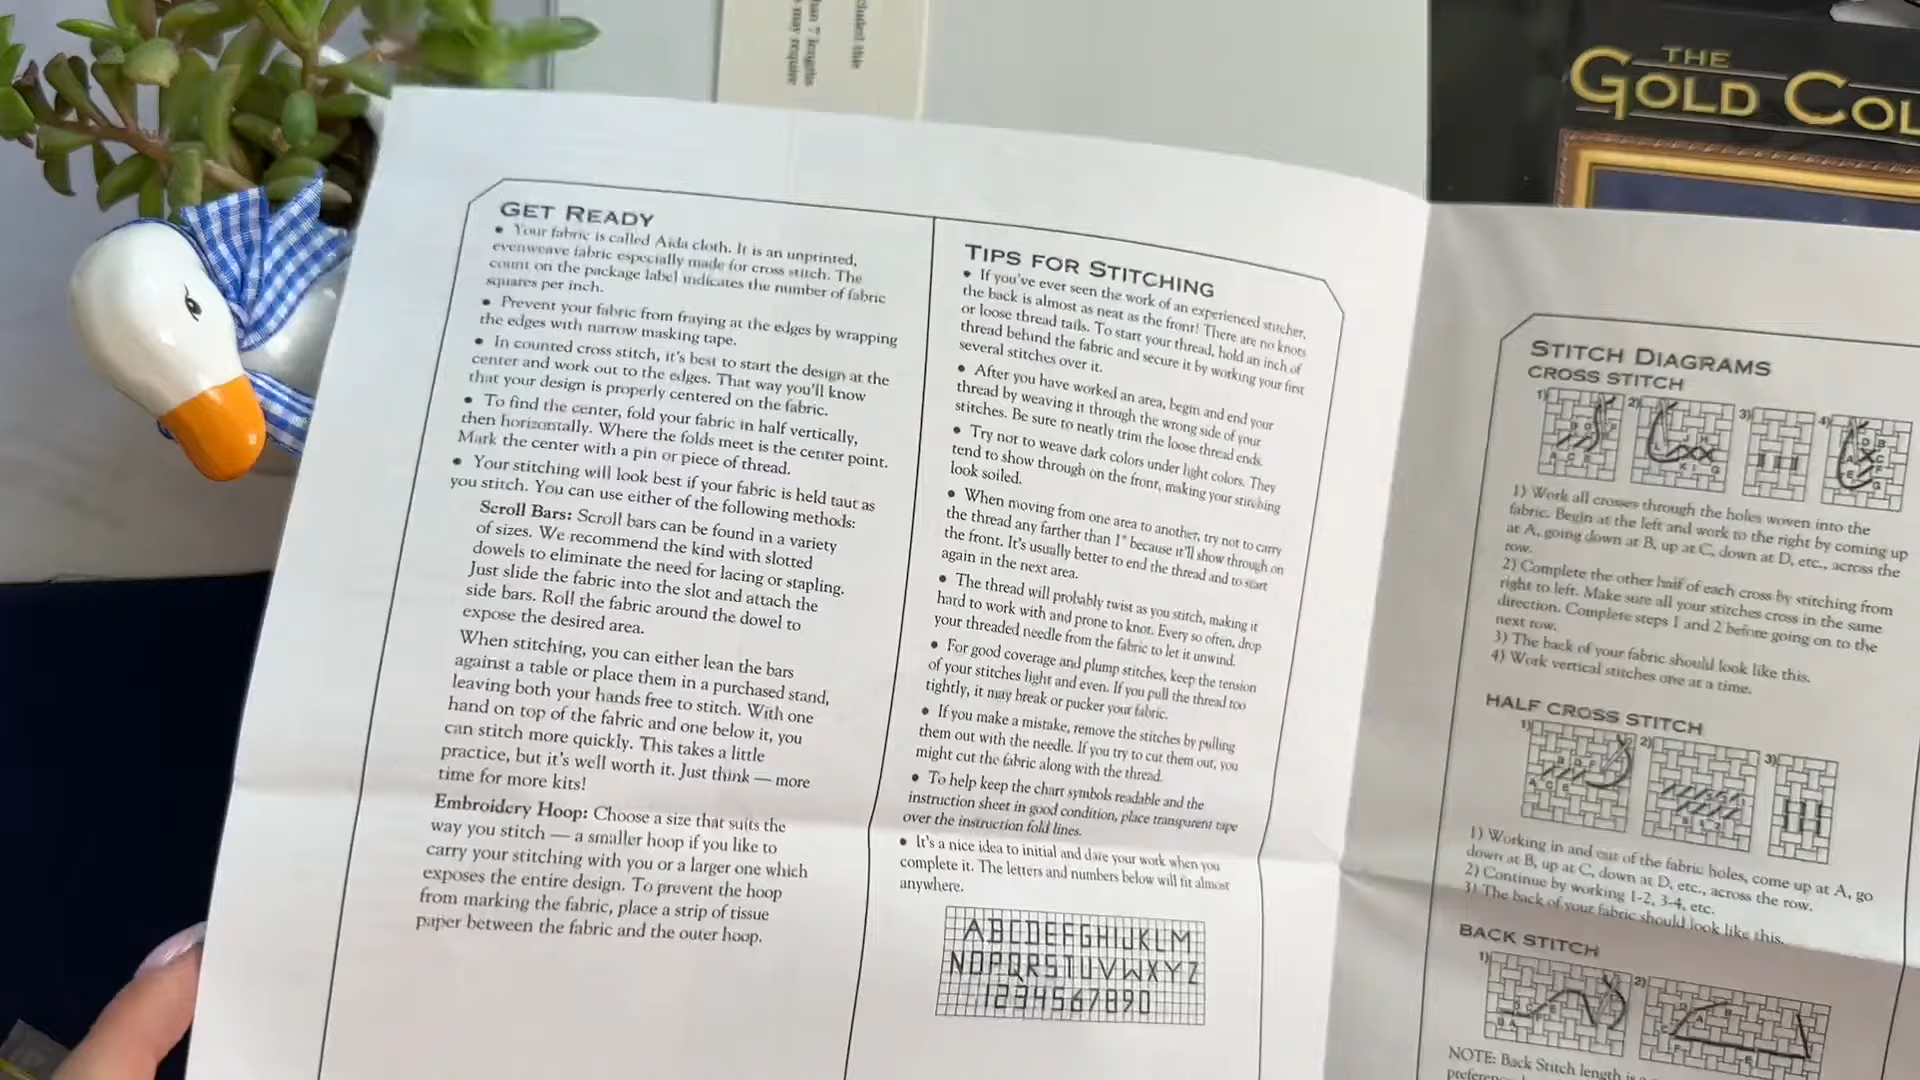 cluded title
han 7 lengths
may require
THE
GOLD COL
GET READY
• Your fabric is called Aida cloth. It is an unprinted,
evenweave fabric especially made for cross stitch. The
count on the package label indicates the number of fabric
squares per inch.
• Prevent your fabric from fraying at the edges by wrapping
the edges with narrow masking tape.
• In counted cross stitch, it's best to start the design at the
center and work out to the edges. That way you'll know
that your design is properly centered on the fabric.
• To find the center, fold your fabric in half vertically,
then horizontally. Where the folds meet is the center point.
Mark the center with a pin or piece of thread.
• Your stitching will look best if your fabric is held taut as
you stitch. You can use either of the following methods:
Scroll Bars: Scroll bars can be found in a variety
of sizes. We recommend the kind with slotted
dowels to eliminate the need for lacing or stapling.
Just slide the fabric into the slot and attach the
side bars. Roll the fabric around the dowel to
expose the desired area.
When stitching, you can either lean the bars
against a table or place them in a purchased stand,
leaving both your hands free to stitch. With one
hand on top of the fabric and one below it, you
can stitch more quickly. This takes a little
practice, but it's well worth it. Just think — more
time for more kits!
Embroidery Hoop: Choose a size that suits the
way you stitch — a smaller hoop if you like to
carry your stitching with you or a larger one which
exposes the entire design. To prevent the hoop
from marking the fabric, place a strip of tissue
paper between the fabric and the outer hoop.
TIPS FOR STITCHING
• If you've ever seen the work of an experienced stitcher,
the back is almost as neat as the front! There are no knots
or loose thread tails. To start your thread, hold an inch of
thread behind the fabric and secure it by working your first
several stitches over it.
• After you have worked an area, begin and end your
thread by weaving it through the wrong side of your
stitches. Be sure to neatly trim the loose thread ends.
• Try not to weave dark colors under light colors. They
tend to show through on the front, making your stitching
look soiled.
• When moving from one area to another, try not to carry
the thread any farther than 1" because it'll show through on
the front. It's usually better to end the thread and to start
again in the next area.
• The thread will probably twist as you stitch, making it
hard to work with and prone to knot. Every so often, drop
your threaded needle from the fabric to let it unwind.
• For good coverage and plump stitches, keep the tension
of your stitches light and even. If you pull the thread too
tightly, it may break or pucker your fabric.
• If you make a mistake, remove the stitches by pulling
them out with the needle. If you try to cut them out, you
might cut the fabric along with the thread.
• To help keep the chart symbols readable and the
instruction sheet in good condition, place transparent tape
over the instruction fold lines.
• It's a nice idea to initial and date your work when you
complete it. The letters and numbers below will fit almost
anywhere.
ABCDEFGHIJKLM
NOPQRSTUVWXYZ
1234567890
STITCH DIAGRAMS
CROSS STITCH
1) 2) 3) 4)
1) Work all crosses through the holes woven into the
fabric. Begin at the left and work to the right by coming up
at A, going down at B, up at C, down at D, etc., across the
row.
2) Complete the other half of each cross by stitching from
right to left. Make sure all your stitches cross in the same
direction. Complete steps 1 and 2 before going on to the
next row.
3) The back of your fabric should look like this.
4) Work vertical stitches one at a time.
HALF CROSS STITCH
1) 2) 3)
1) Working in and out of the fabric holes, come up at A, go
down at B, up at C, down at D, etc., across the row.
2) Continue by working 1-2, 3-4, etc.
3) The back of your fabric should look like this.
BACK STITCH
1) 2)
NOTE: Back Stitch length is